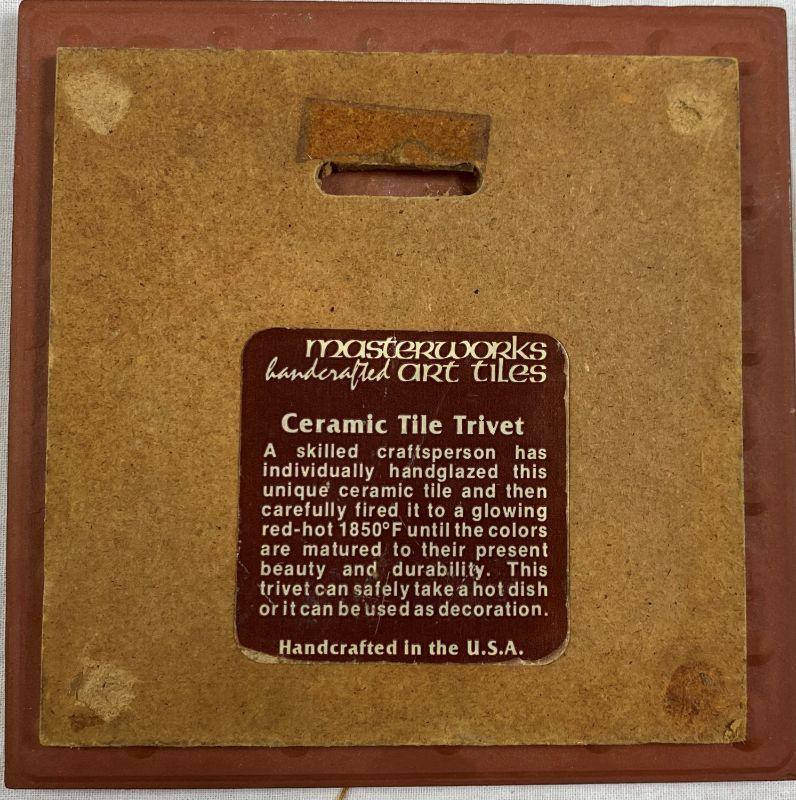 masterworks
handcrafted ART TILES
Ceramic Tile Trivet
A skilled craftsperson has
individually handglazed this
unique ceramic tile and then
carefully fired it to a glowing
red-hot 1850°F until the colors
are matured to their present
beauty and durability. This
trivet can safely take a hot dish
or it can be used as decoration.
Handcrafted in the U.S.A.